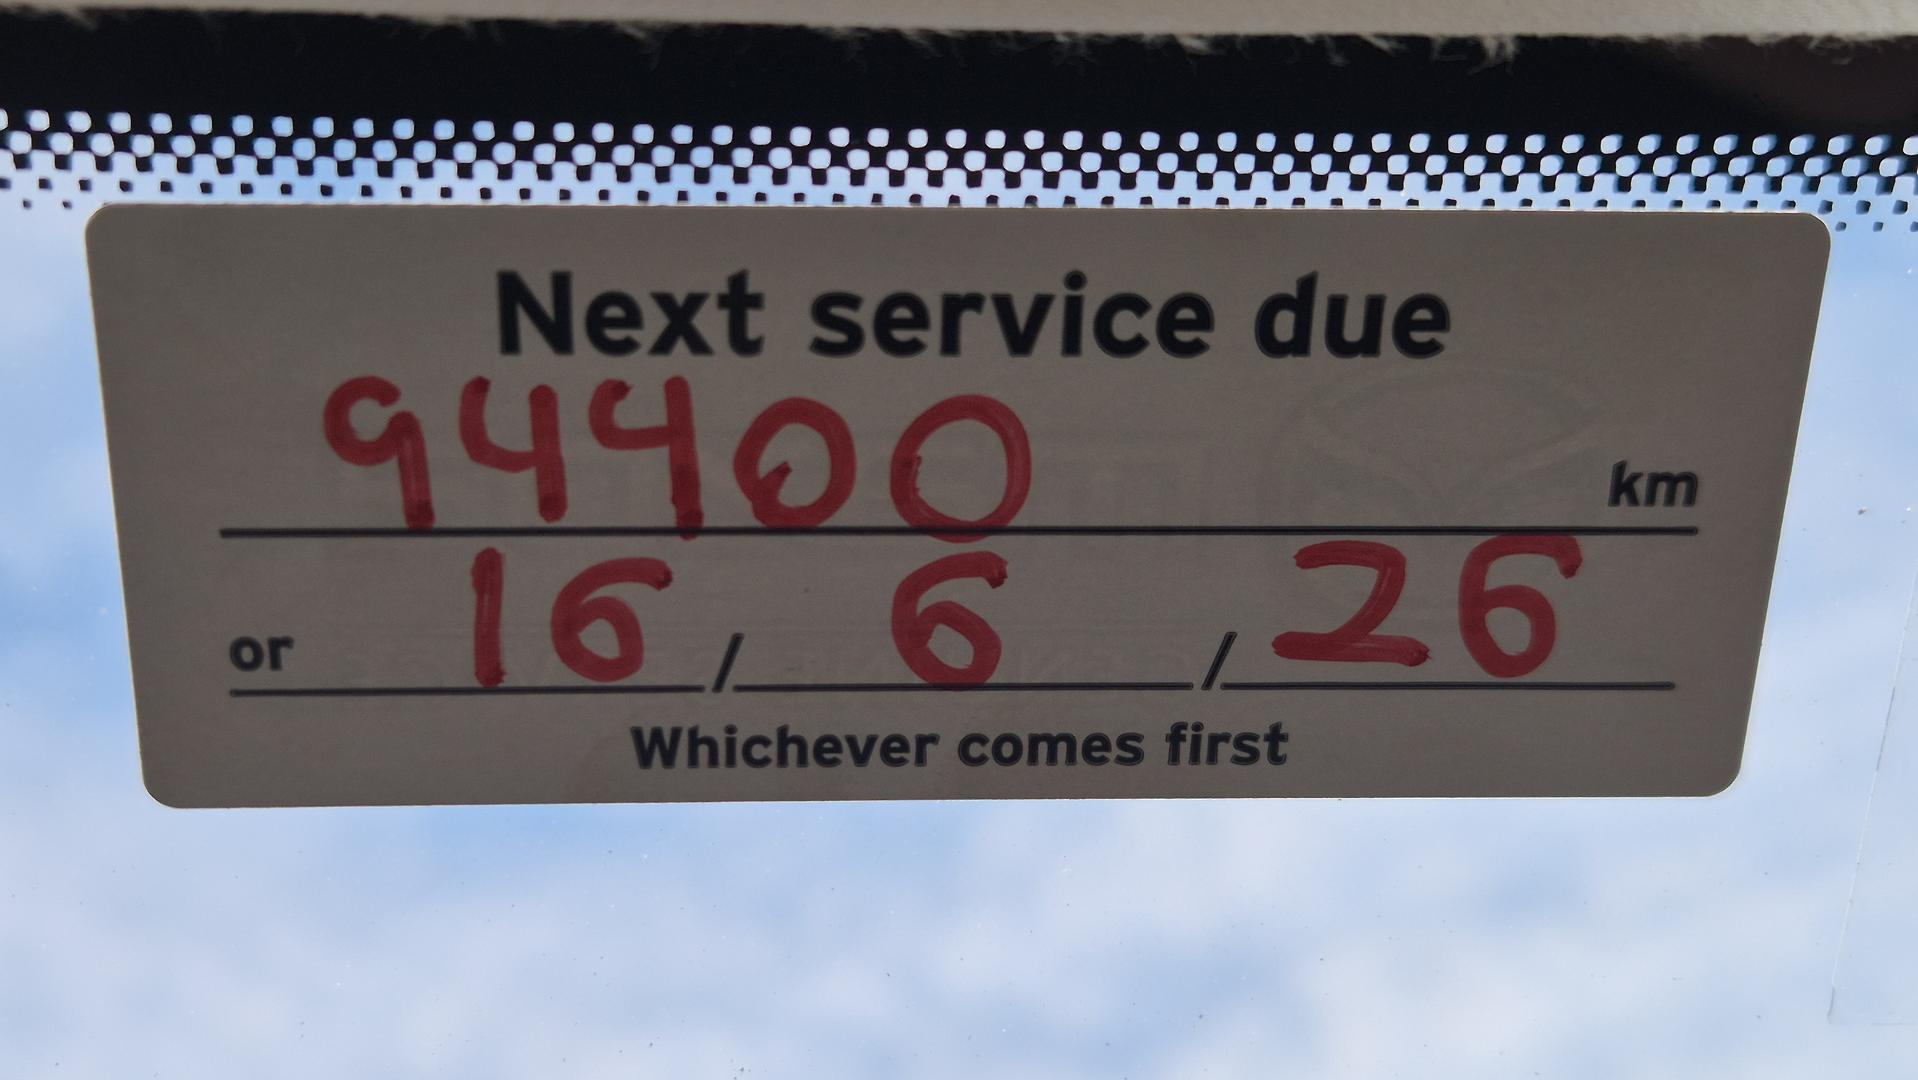 Next service due
94400 km
or 16 / 6 / 26
Whichever comes first